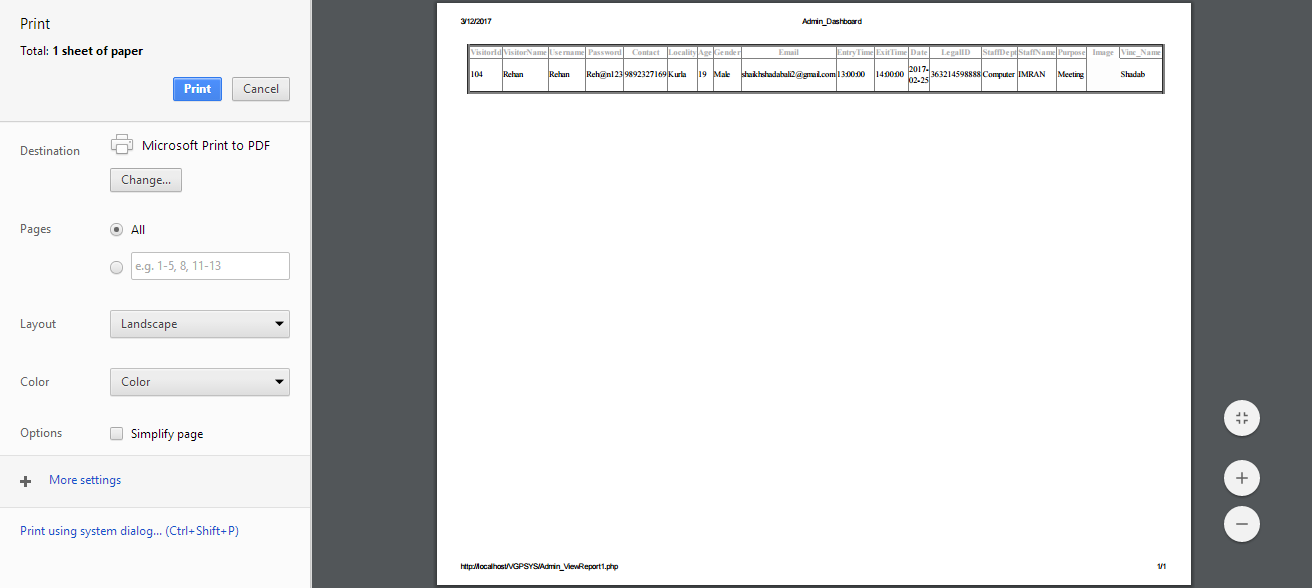 Print
Total: 1 sheet of paper
Print Cancel
Destination Microsoft Print to PDF
Change...
Pages All
e.g. 1-5, 8, 11-13
Layout Landscape
Color Color
Options Simplify page
More settings
Print using system dialog... (Ctrl+Shift+P)
3/12/2017 Admin_Dashboard
VisitorId VisitorName Username Password Contact Locality Age Gender Email EntryTime ExitTime Date LegalID StaffDept StaffName Purpose Image Vinc_Name
104 Rehan Rehan Reh@n123 9892327169 Kurla 19 Male shaikhshadabali2@gmail.com 13:00:00 14:00:00 2017-02-25 363214598888 Computer IMRAN Meeting Shadab
http://localhost/VGPSYS/Admin_ViewReport1.php 1/1